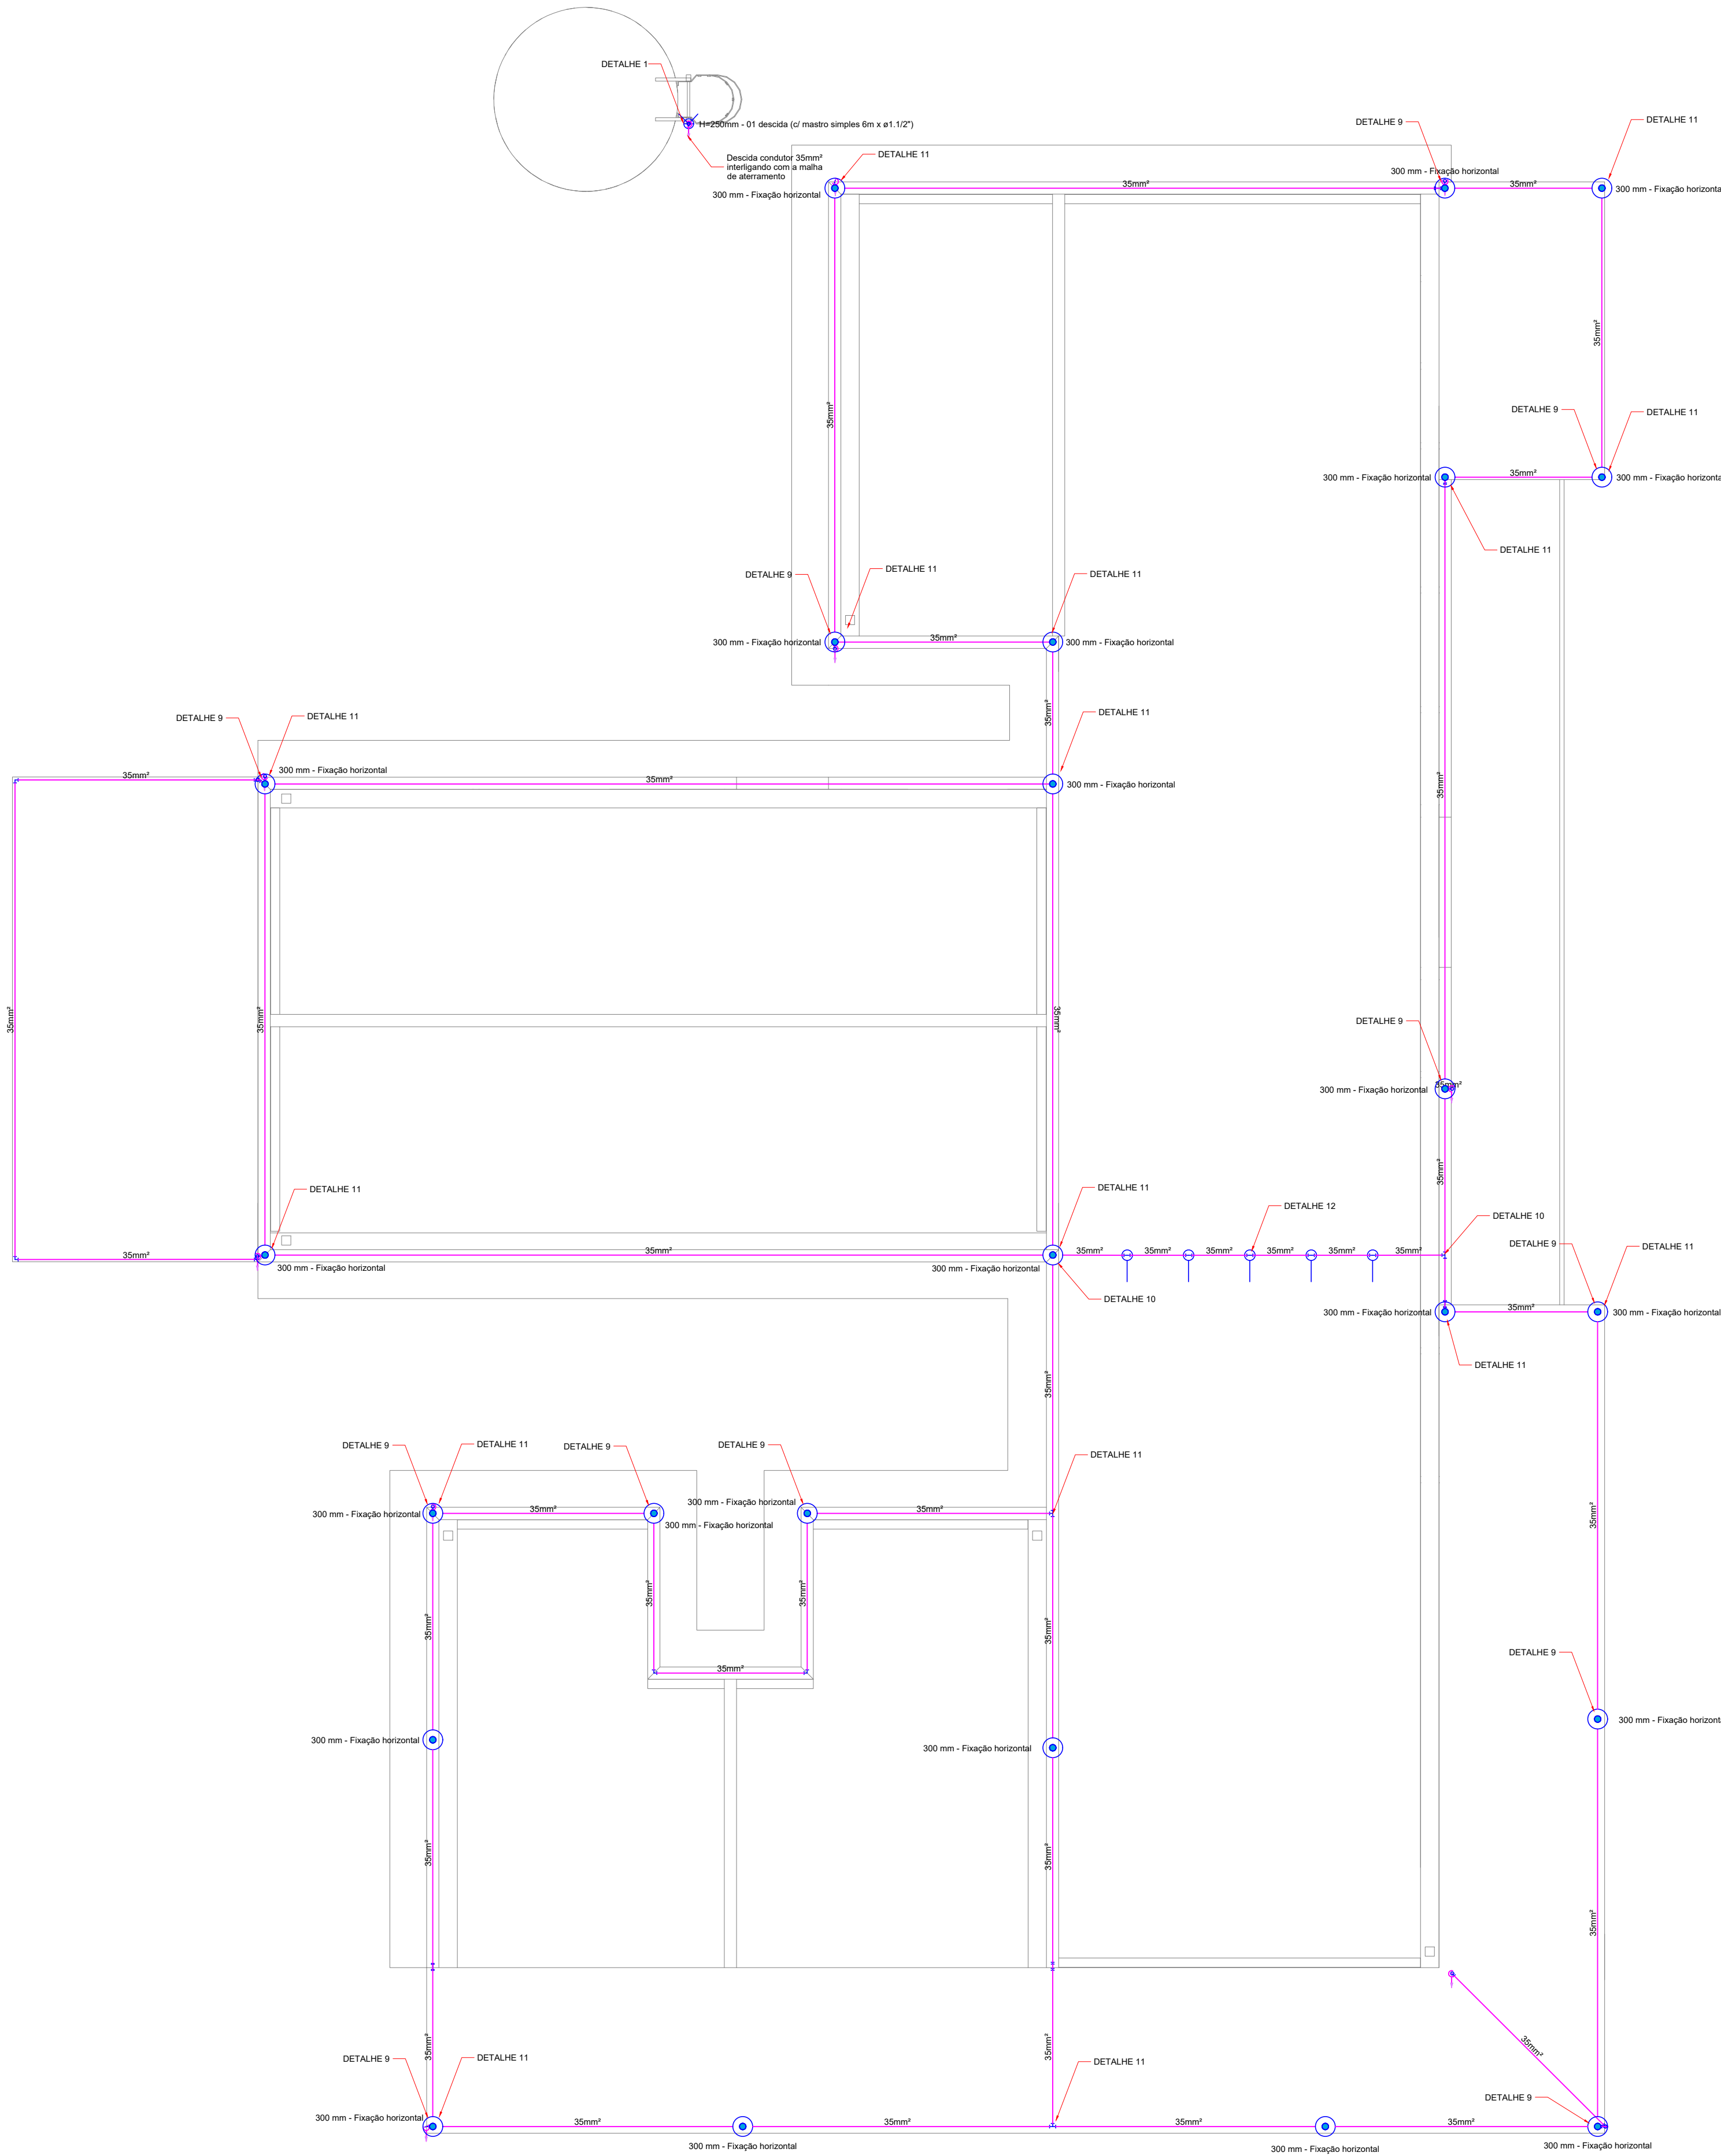 DETALHE 1
H=250mm - 01 descida (c/ mastro simples 6m x ø1.1/2")
Descida condutor 35mm²
interligando com a malha
de aterramento
DETALHE 11
DETALHE 9
DETALHE 11
300 mm - Fixação horizontal
35mm²
300 mm - Fixação horizontal
35mm²
300 mm - Fixação horizontal
35mm²
35mm²
DETALHE 9
DETALHE 11
300 mm - Fixação horizontal
35mm²
300 mm - Fixação horizontal
DETALHE 11
DETALHE 9
DETALHE 11
DETALHE 11
300 mm - Fixação horizontal
35mm²
300 mm - Fixação horizontal
DETALHE 9
DETALHE 11
35mm²
DETALHE 11
35mm²
300 mm - Fixação horizontal
35mm²
300 mm - Fixação horizontal
35mm²
35mm²
35mm²
35mm²
DETALHE 9
300 mm - Fixação horizontal
35mm²
35mm²
DETALHE 11
DETALHE 11
DETALHE 12
DETALHE 10
DETALHE 9
DETALHE 11
35mm²
300 mm - Fixação horizontal
35mm²
300 mm - Fixação horizontal
35mm²
35mm²
35mm²
35mm²
35mm²
35mm²
DETALHE 10
300 mm - Fixação horizontal
35mm²
300 mm - Fixação horizontal
DETALHE 11
35mm²
DETALHE 9
DETALHE 11
DETALHE 9
DETALHE 9
DETALHE 11
300 mm - Fixação horizontal
35mm²
300 mm - Fixação horizontal
300 mm - Fixação horizontal
35mm²
35mm²
35mm²
35mm²
35mm²
35mm²
35mm²
DETALHE 9
300 mm - Fixação horizontal
300 mm - Fixação horizontal
300 mm - Fixação horizont
35mm²
35mm²
35mm²
35mm²
35mm²
35mm²
DETALHE 9
DETALHE 11
DETALHE 11
DETALHE 9
300 mm - Fixação horizontal
35mm²
35mm²
35mm²
35mm²
300 mm - Fixação horizontal
300 mm - Fixação horizontal
300 mm - Fixação horizontal